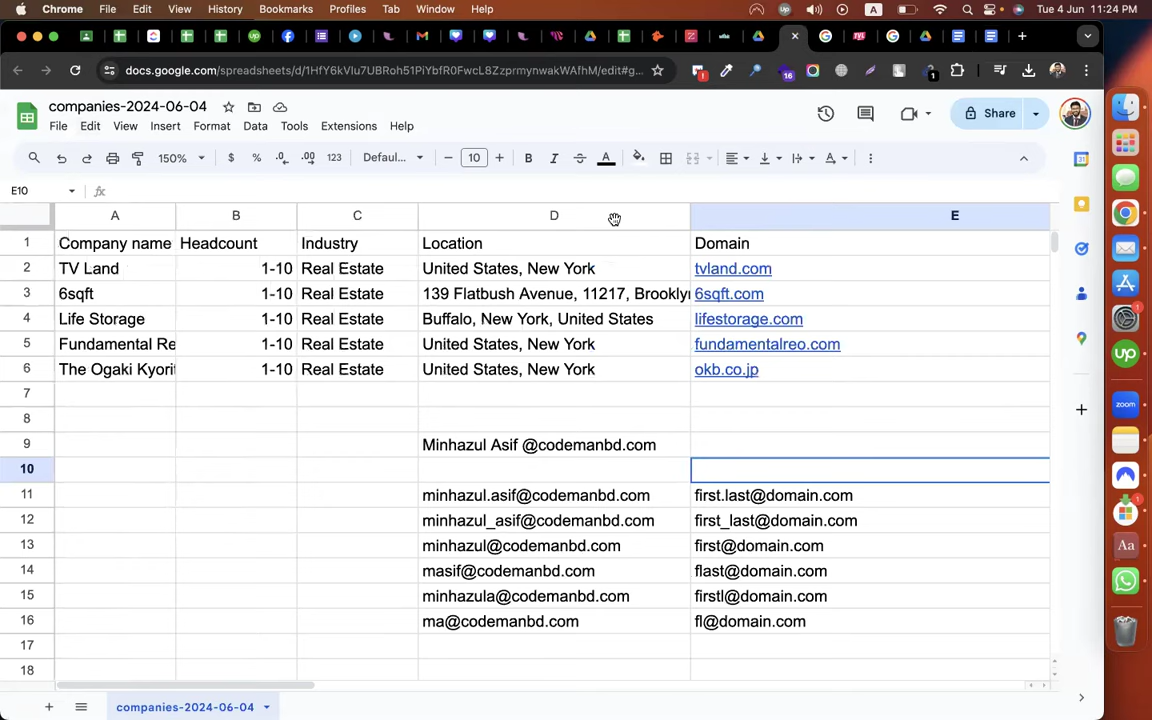 Chrome File Edit View History Bookmarks Profiles Tab Window Help A Tue 4 Jun 11:24 PM
docs.google.com/spreadsheets/d/1HfY6kVIu7UBRoh51PiYbfR0FwcL8ZzprmynwakWAfhM/edit#g...
16
1
companies-2024-06-04
File Edit View Insert Format Data Tools Extensions Help
Share
150% $ % .0 .00 123 Defaul... − 10 + B I A
E10 fx
A B C D E
1 Company name Headcount Industry Location Domain
2 TV Land 1-10 Real Estate United States, New York tvland.com
3 6sqft 1-10 Real Estate 139 Flatbush Avenue, 11217, Brooklyn 6sqft.com
4 Life Storage 1-10 Real Estate Buffalo, New York, United States lifestorage.com
5 Fundamental Re 1-10 Real Estate United States, New York fundamentalreo.com
6 The Ogaki Kyorit 1-10 Real Estate United States, New York okb.co.jp
7
8
9 Minhazul Asif @codemanbd.com
10
11 minhazul.asif@codemanbd.com first.last@domain.com
12 minhazul_asif@codemanbd.com first_last@domain.com
13 minhazul@codemanbd.com first@domain.com
14 masif@codemanbd.com flast@domain.com
15 minhazula@codemanbd.com firstl@domain.com
16 ma@codemanbd.com fl@domain.com
17
18
companies-2024-06-04
31
up
zoom
Aa